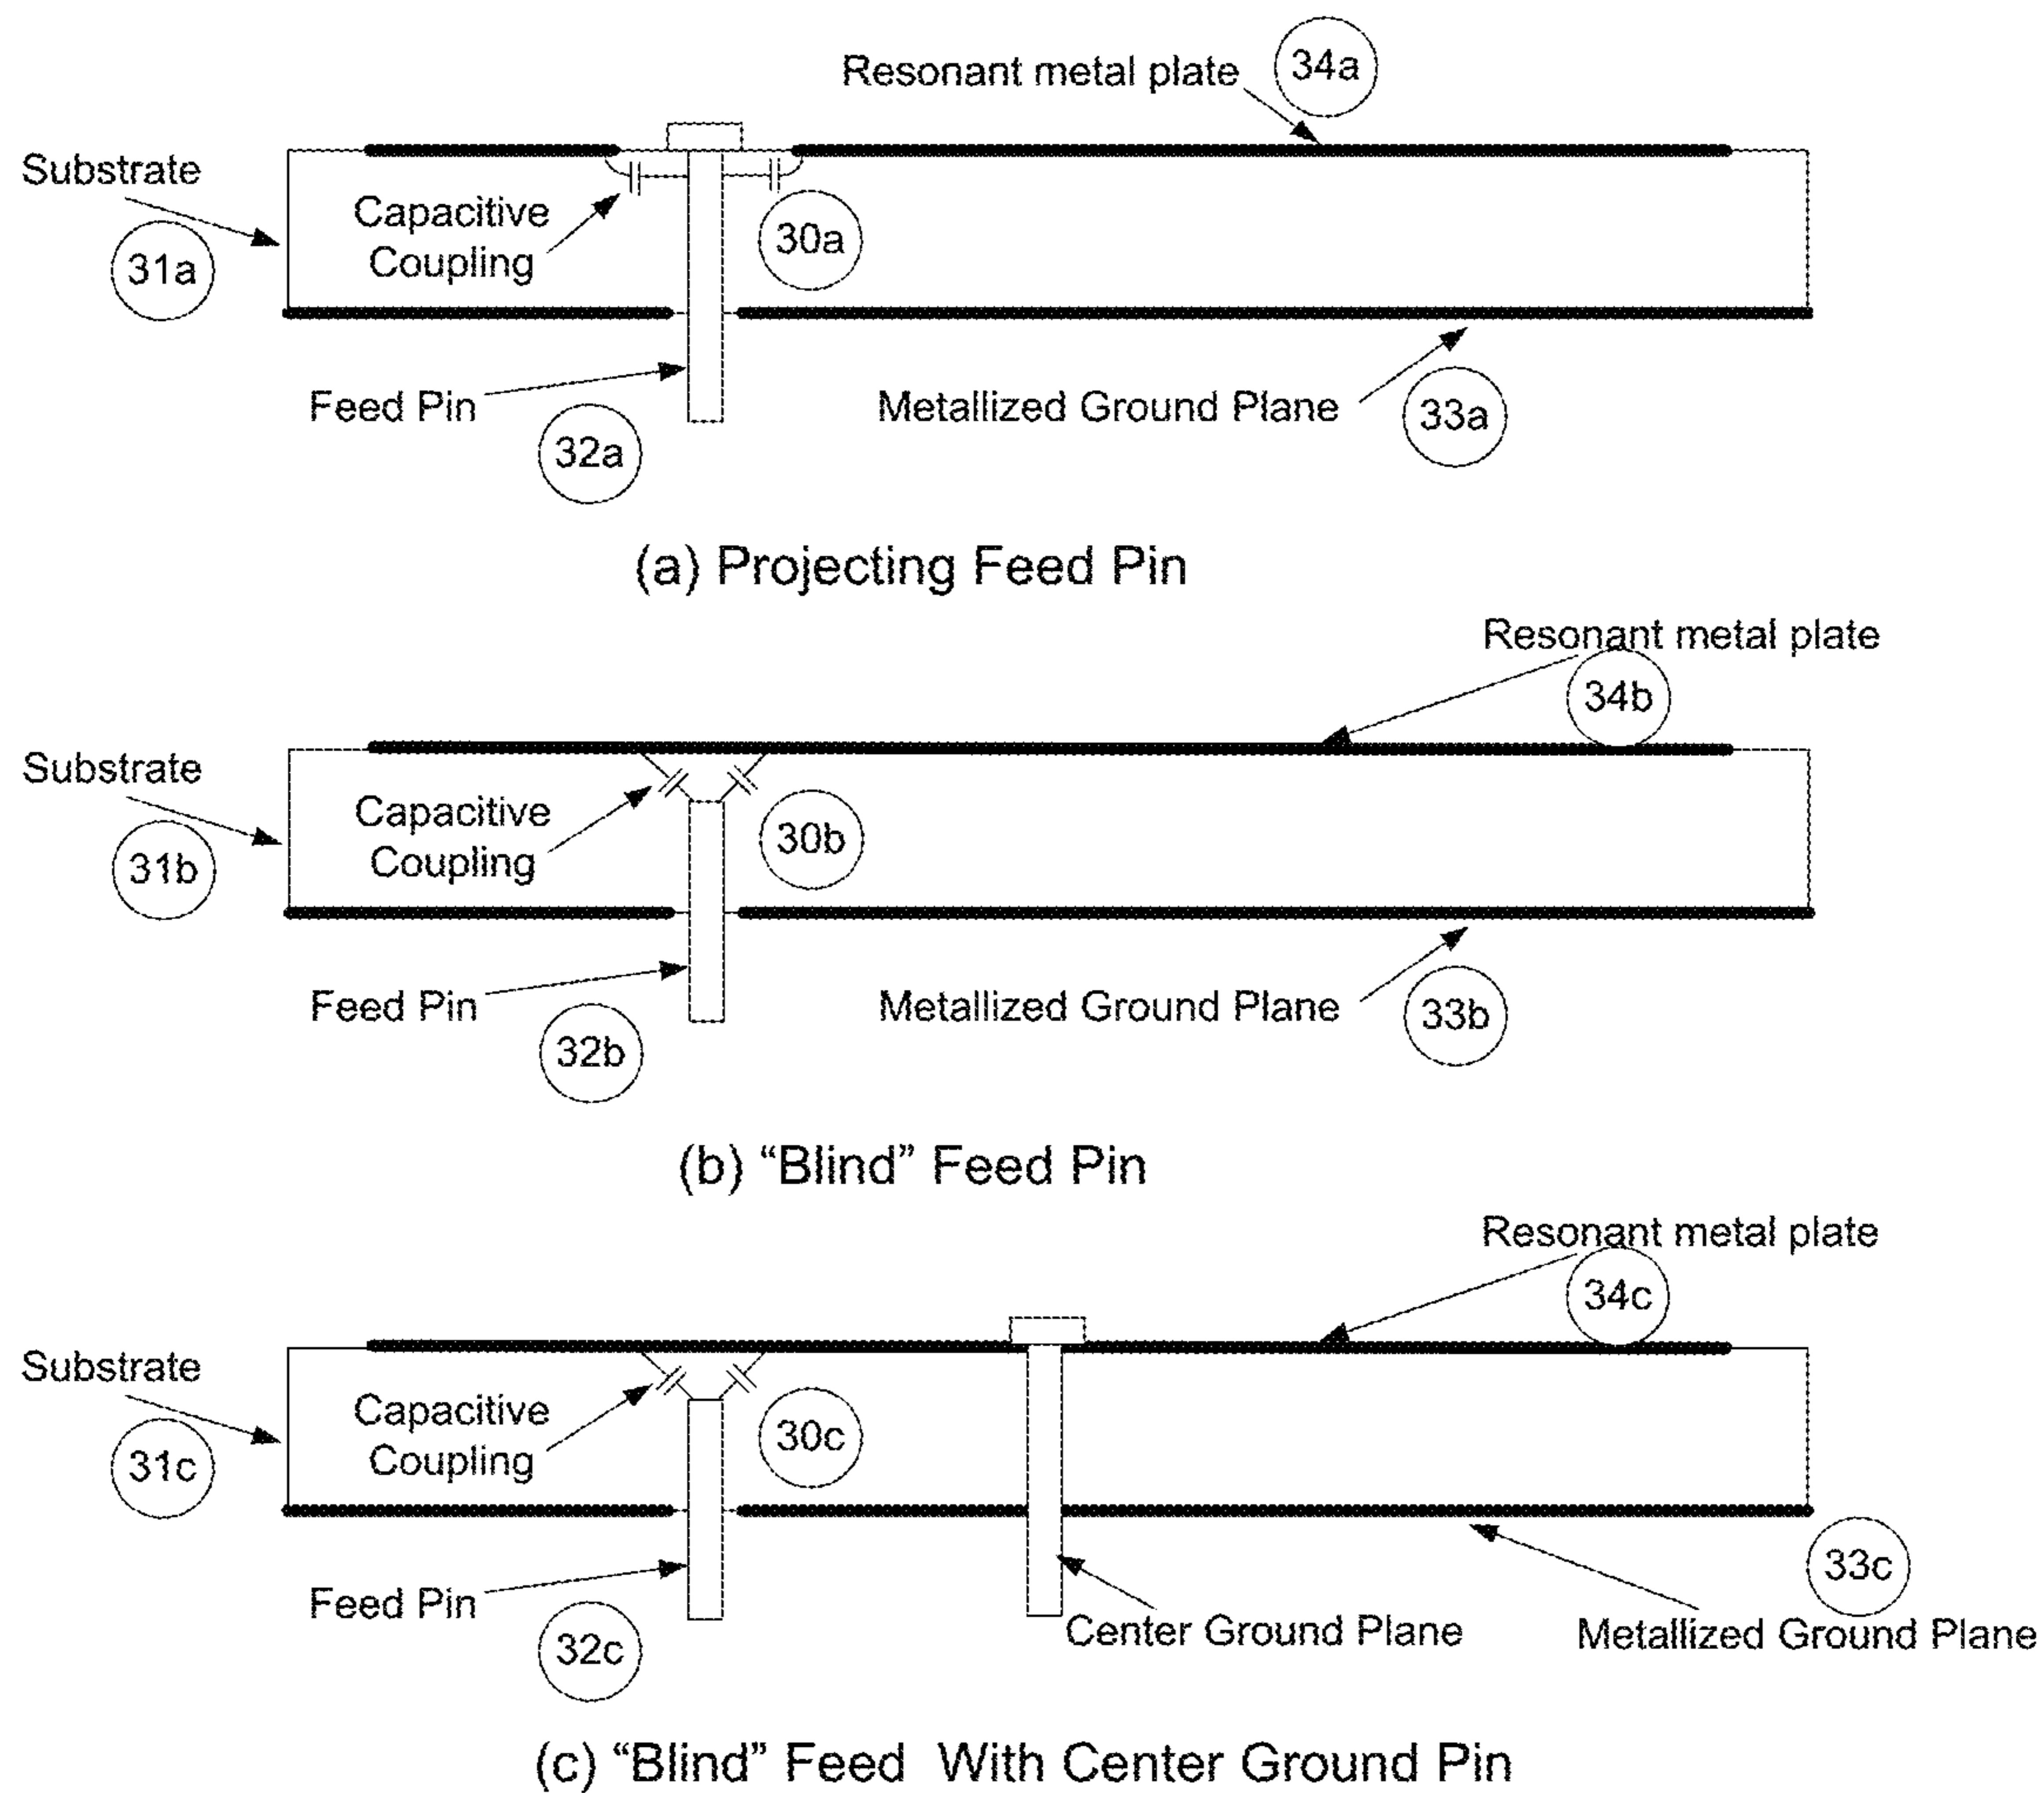 Resonant metal plate
34a
Substrate
31a
Capacitive
Coupling
30a
Feed Pin
32a
Metallized Ground Plane
33a
(a) Projecting Feed Pin
Resonant metal plate
34b
Substrate
31b
Capacitive
Coupling
30b
Feed Pin
32b
Metallized Ground Plane
33b
(b) “Blind” Feed Pin
Resonant metal plate
34c
Substrate
31c
Capacitive
Coupling
30c
Feed Pin
32c
Center Ground Plane
33c
Metallized Ground Plane
(c) “Blind” Feed With Center Ground Pin